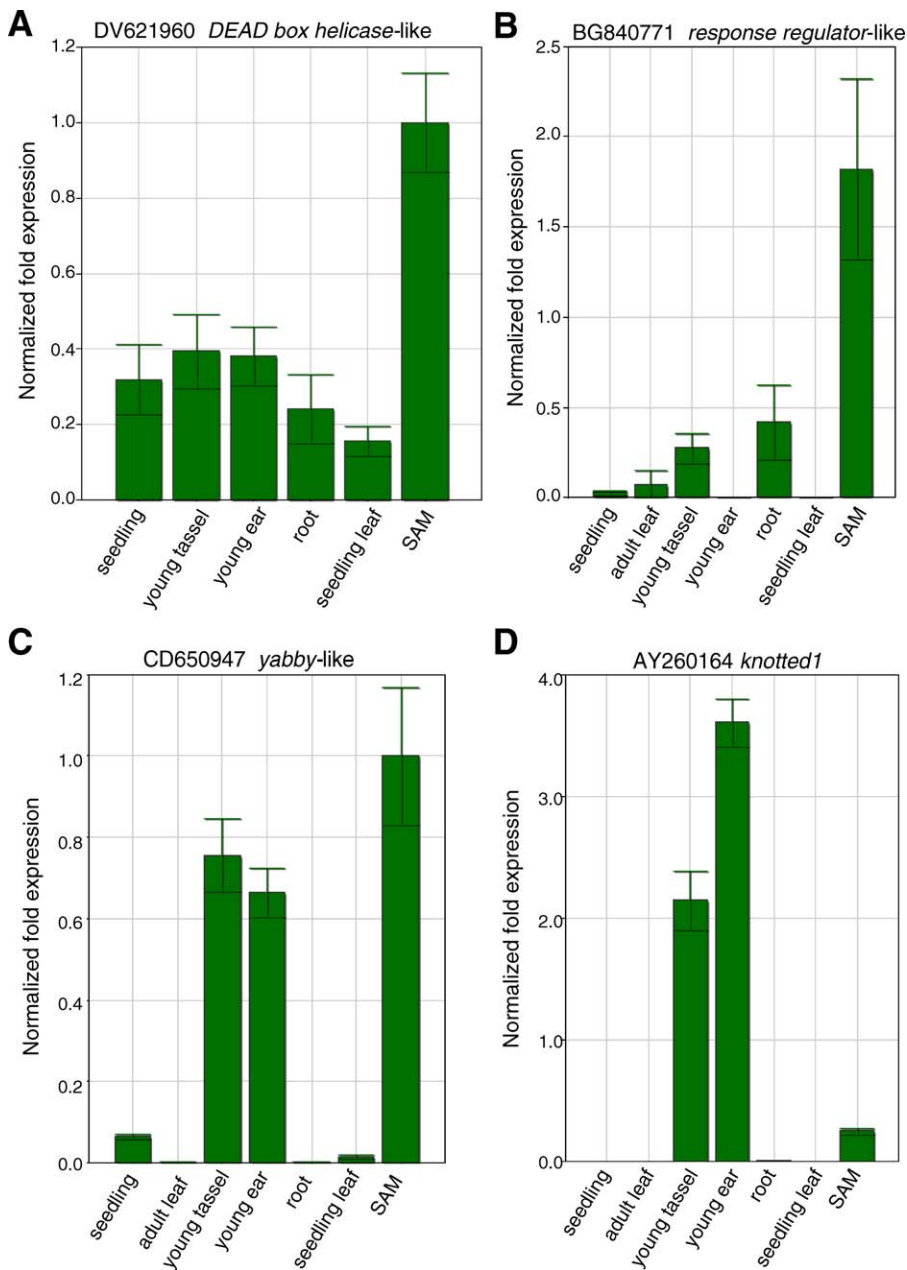 A
DV621960 DEAD box helicase-like
Normalized fold expression
1.2
1.0
0.8
0.6
0.4
0.2
0.0
seedling
young tassel
young ear
root
seedling leaf
SAM
B
BG840771 response regulator-like
Normalized fold expression
2.5
2.0
1.5
1.0
0.5
0.0
seedling
adult leaf
young tassel
young ear
root
seedling leaf
SAM
C
CD650947 yabby-like
Normalized fold expression
1.2
1.0
0.8
0.6
0.4
0.2
0.0
seedling
adult leaf
young tassel
young ear
root
seedling leaf
SAM
D
AY260164 knotted1
Normalized fold expression
4.0
3.0
2.0
1.0
0.0
seedling
adult leaf
young tassel
young ear
root
seedling leaf
SAM